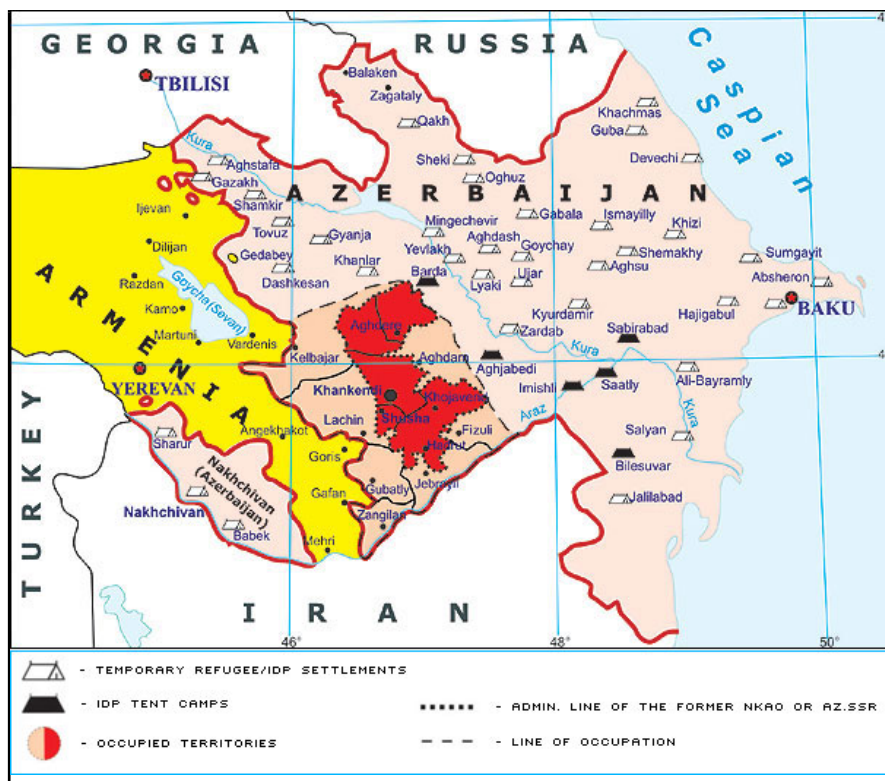 GEORGIA
RUSSIA
TBILISI
Balaken
Zagataly
Caspian
Sea
Khachmas
Qakh
Guba
Kura
Sheki
Devechi
Aghstafa
Oghuz
Gazakh
AZERBAIJAN
Shamkir
Gabala
Ijevan
Mingechevir
Ismayilly
Khizi
Tovuz
Gyanja
Aghdash
Dilijan
Yevlakh
Goychay
Shemakhy
Sumgayit
Gedabey
Khanlar
Aghsu
Dashkesan
Barda
Lyaki
Ujar
Absheron
Razdan
Goycha(Sevan)
ARMENIA
Kamo
Kyurdamir
Hajigabul
BAKU
Aghdere
Zardab
Sabirabad
Martuni
Vardenis
Kelbajar
Aghdam
Kura
Aghjabedi
YEREVAN
Khankendi
Imishli
Saatly
Ali-Bayramly
Khojavend
Shusha
Araz
Kura
TURKEY
Angekhakot
Lachin
Fizuli
Salyan
Sharur
Hadrut
Goris
Bilesuvar
Nakhchivan
(Azerbaijan)
Gubatly
Jebrayil
Jalilabad
Gafan
Nakhchivan
Zangilan
Babek
Mehri
IRAN
46°
48°
50°
- TEMPORARY REFUGEE/IDP SETTLEMENTS
- IDP TENT CAMPS
- ADMIN. LINE OF THE FORMER NKAO OR AZ.SSR
- OCCUPIED TERRITORIES
- LINE OF OCCUPATION